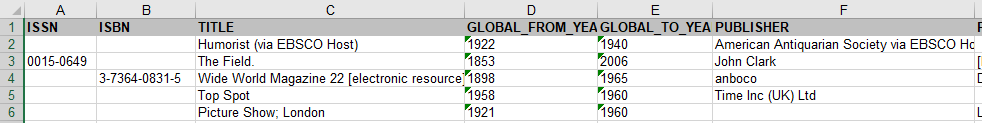 A B C D E F
1 ISSN ISBN TITLE GLOBAL_FROM_YEA GLOBAL_TO_YEA PUBLISHER
2 Humorist (via EBSCO Host) 1922 1940 American Antiquarian Society via EBSCO Ho
3 0015-0649 The Field. 1853 2006 John Clark
4 3-7364-0831-5 Wide World Magazine 22 [electronic resource 1898 1965 anboco
5 Top Spot 1958 1960 Time Inc (UK) Ltd
6 Picture Show; London 1921 1960